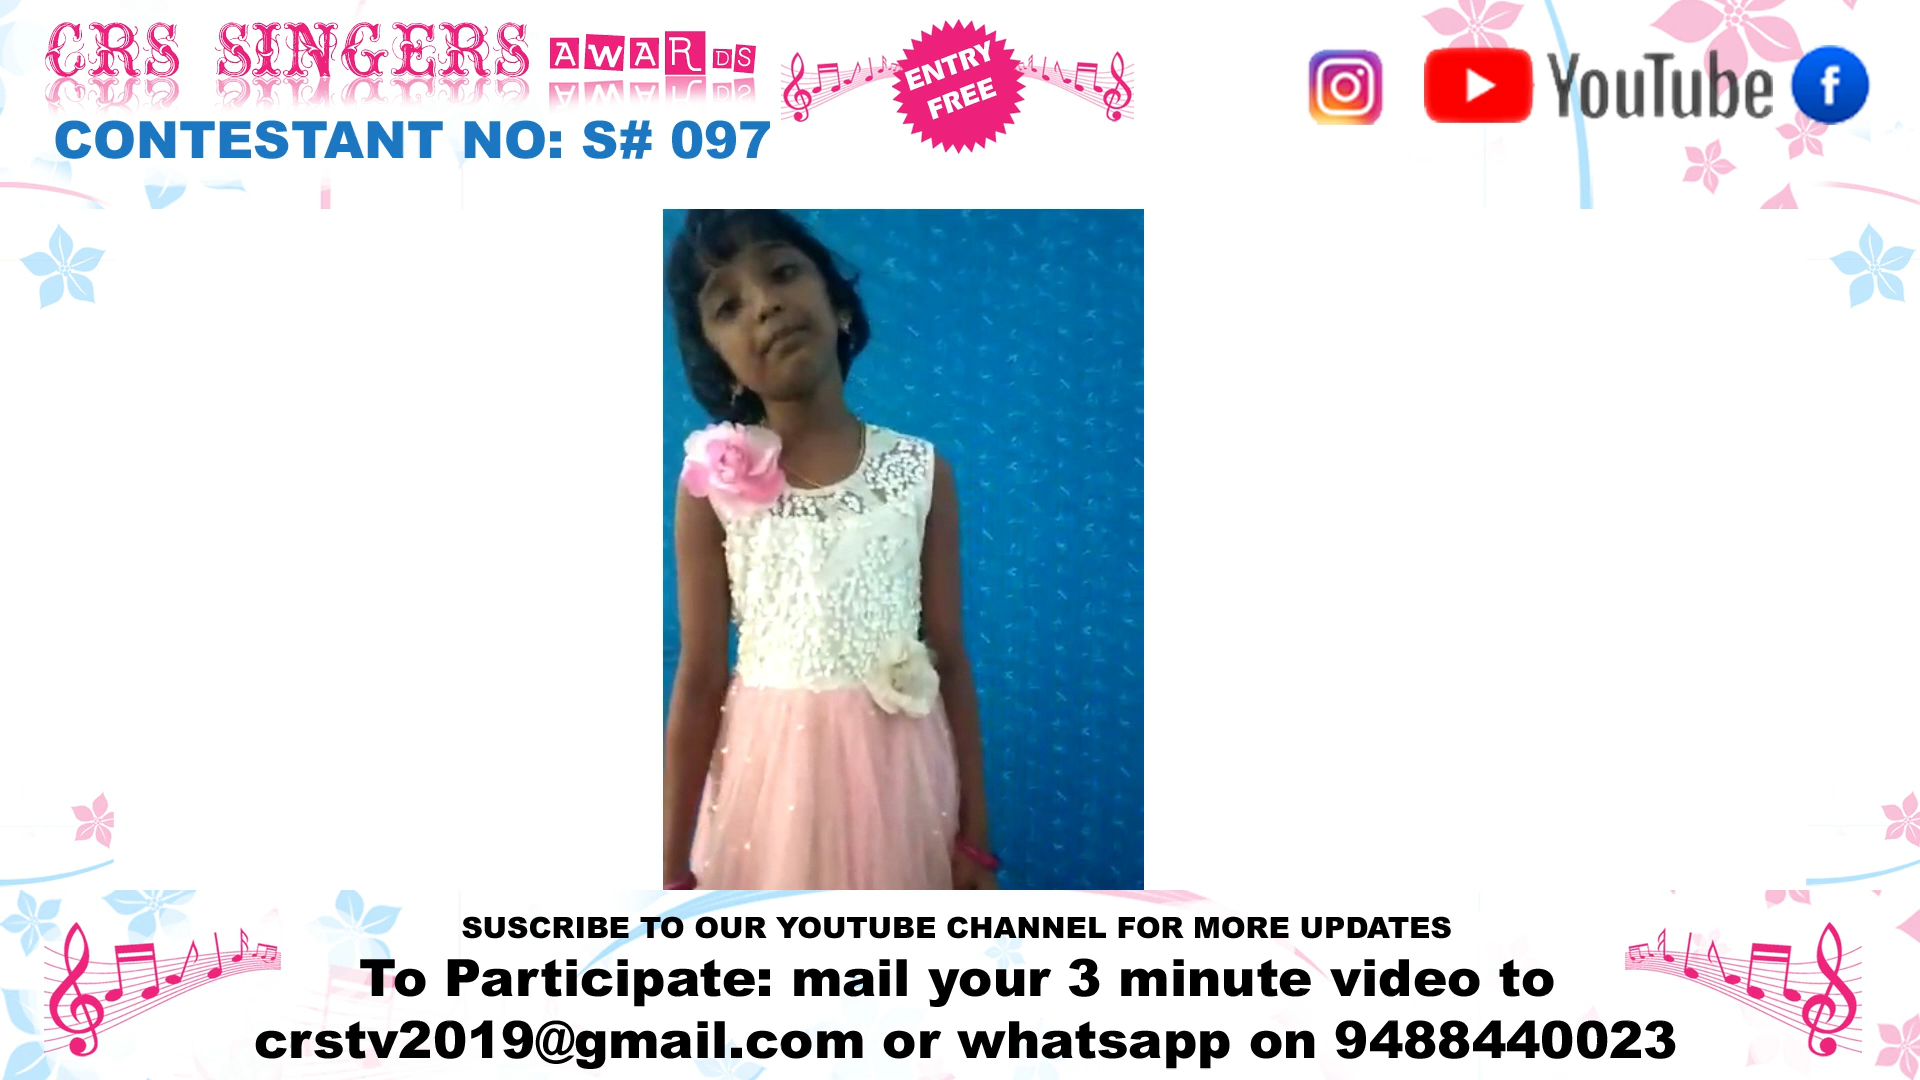 CRS SINGERS AWARDS
ENTRY
FREE
YouTube
CONTESTANT NO: S# 097
SUSCRIBE TO OUR YOUTUBE CHANNEL FOR MORE UPDATES
To Participate: mail your 3 minute video to
crstv2019@gmail.com or whatsapp on 9488440023